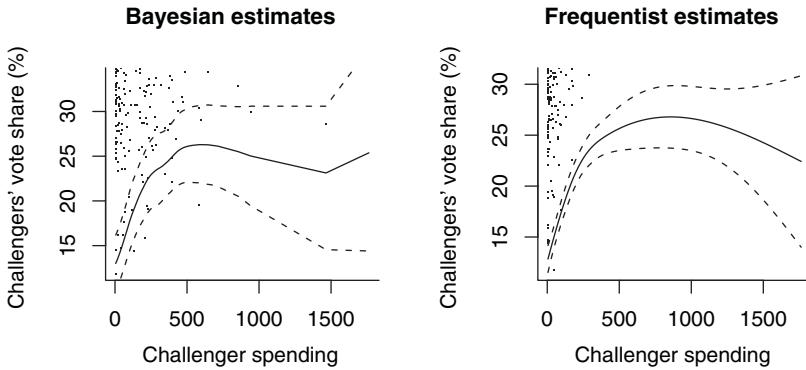 Bayesian estimates
Challengers' vote share (%)
30
25
20
15
0 500 1000 1500
Challenger spending
Frequentist estimates
Challengers' vote share (%)
30
25
20
15
0 500 1000 1500
Challenger spending